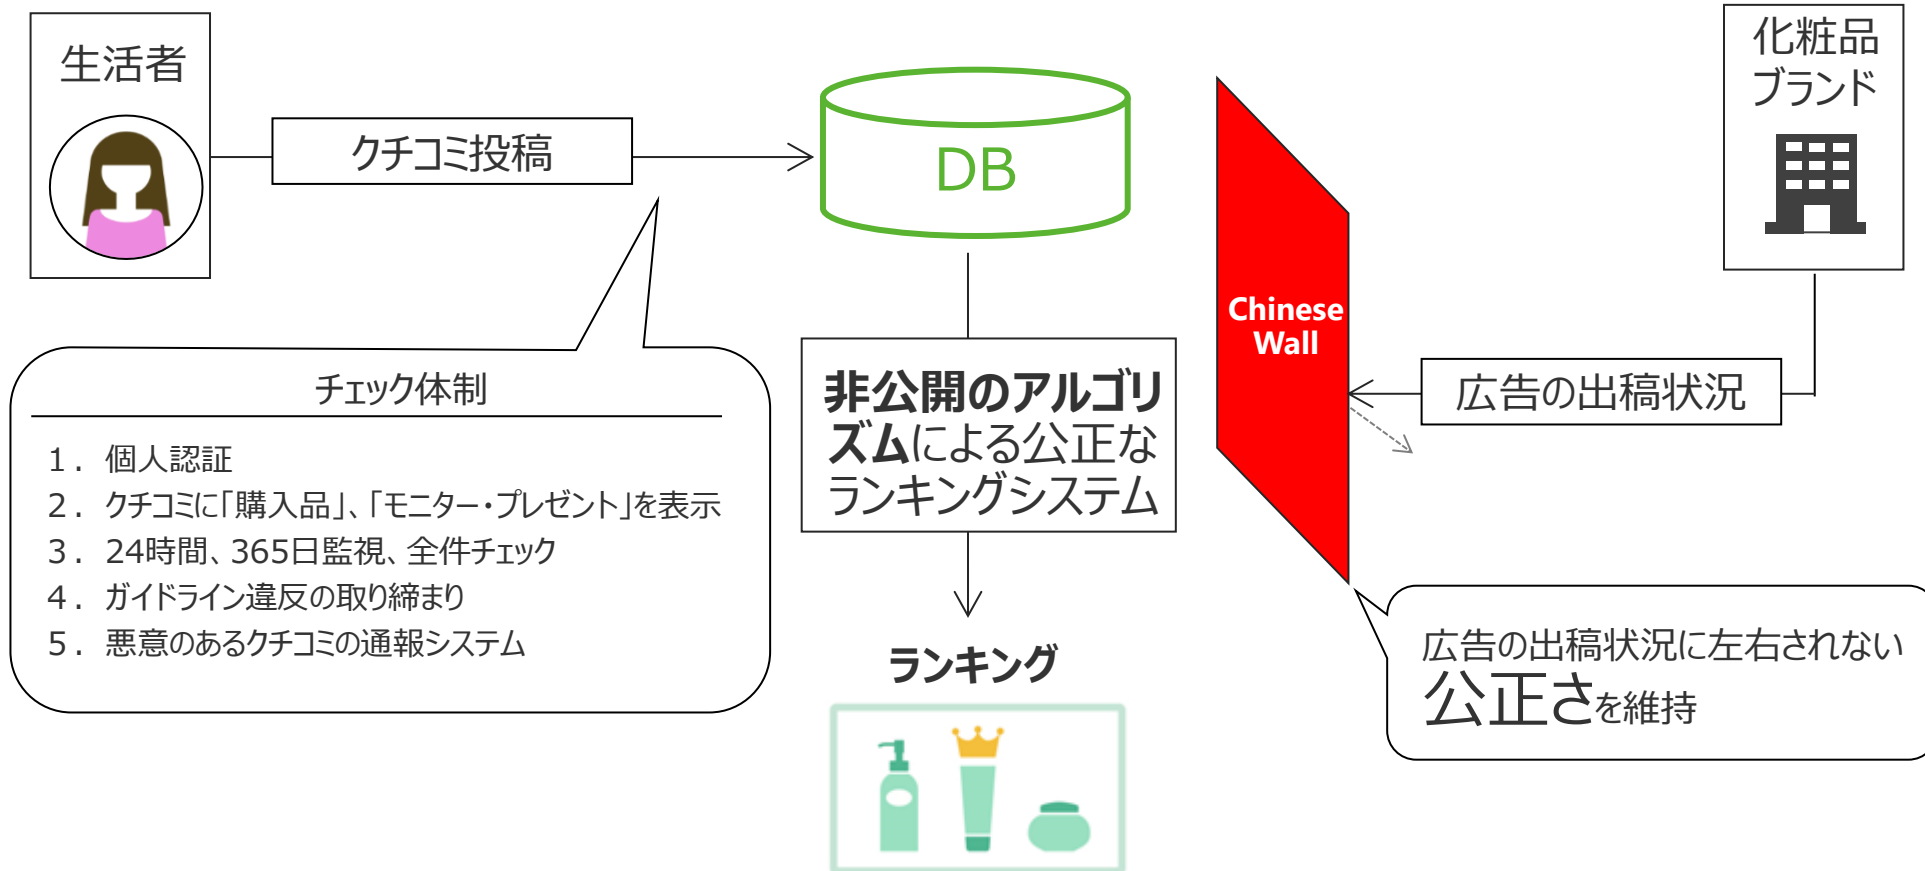 生活者
クチコミ投稿
DB
化粧品
ブランド
Chinese
Wall
広告の出稿状況
非公開のアルゴリ
ズムによる公正な
ランキングシステム
チェック体制
1. 個人認証
2. クチコミに「購入品」、「モニター・プレゼント」を表示
3. 24時間、365日監視、全件チェック
4. ガイドライン違反の取り締まり
5. 悪意のあるクチコミの通報システム
ランキング
広告の出稿状況に左右されない
公正さを維持